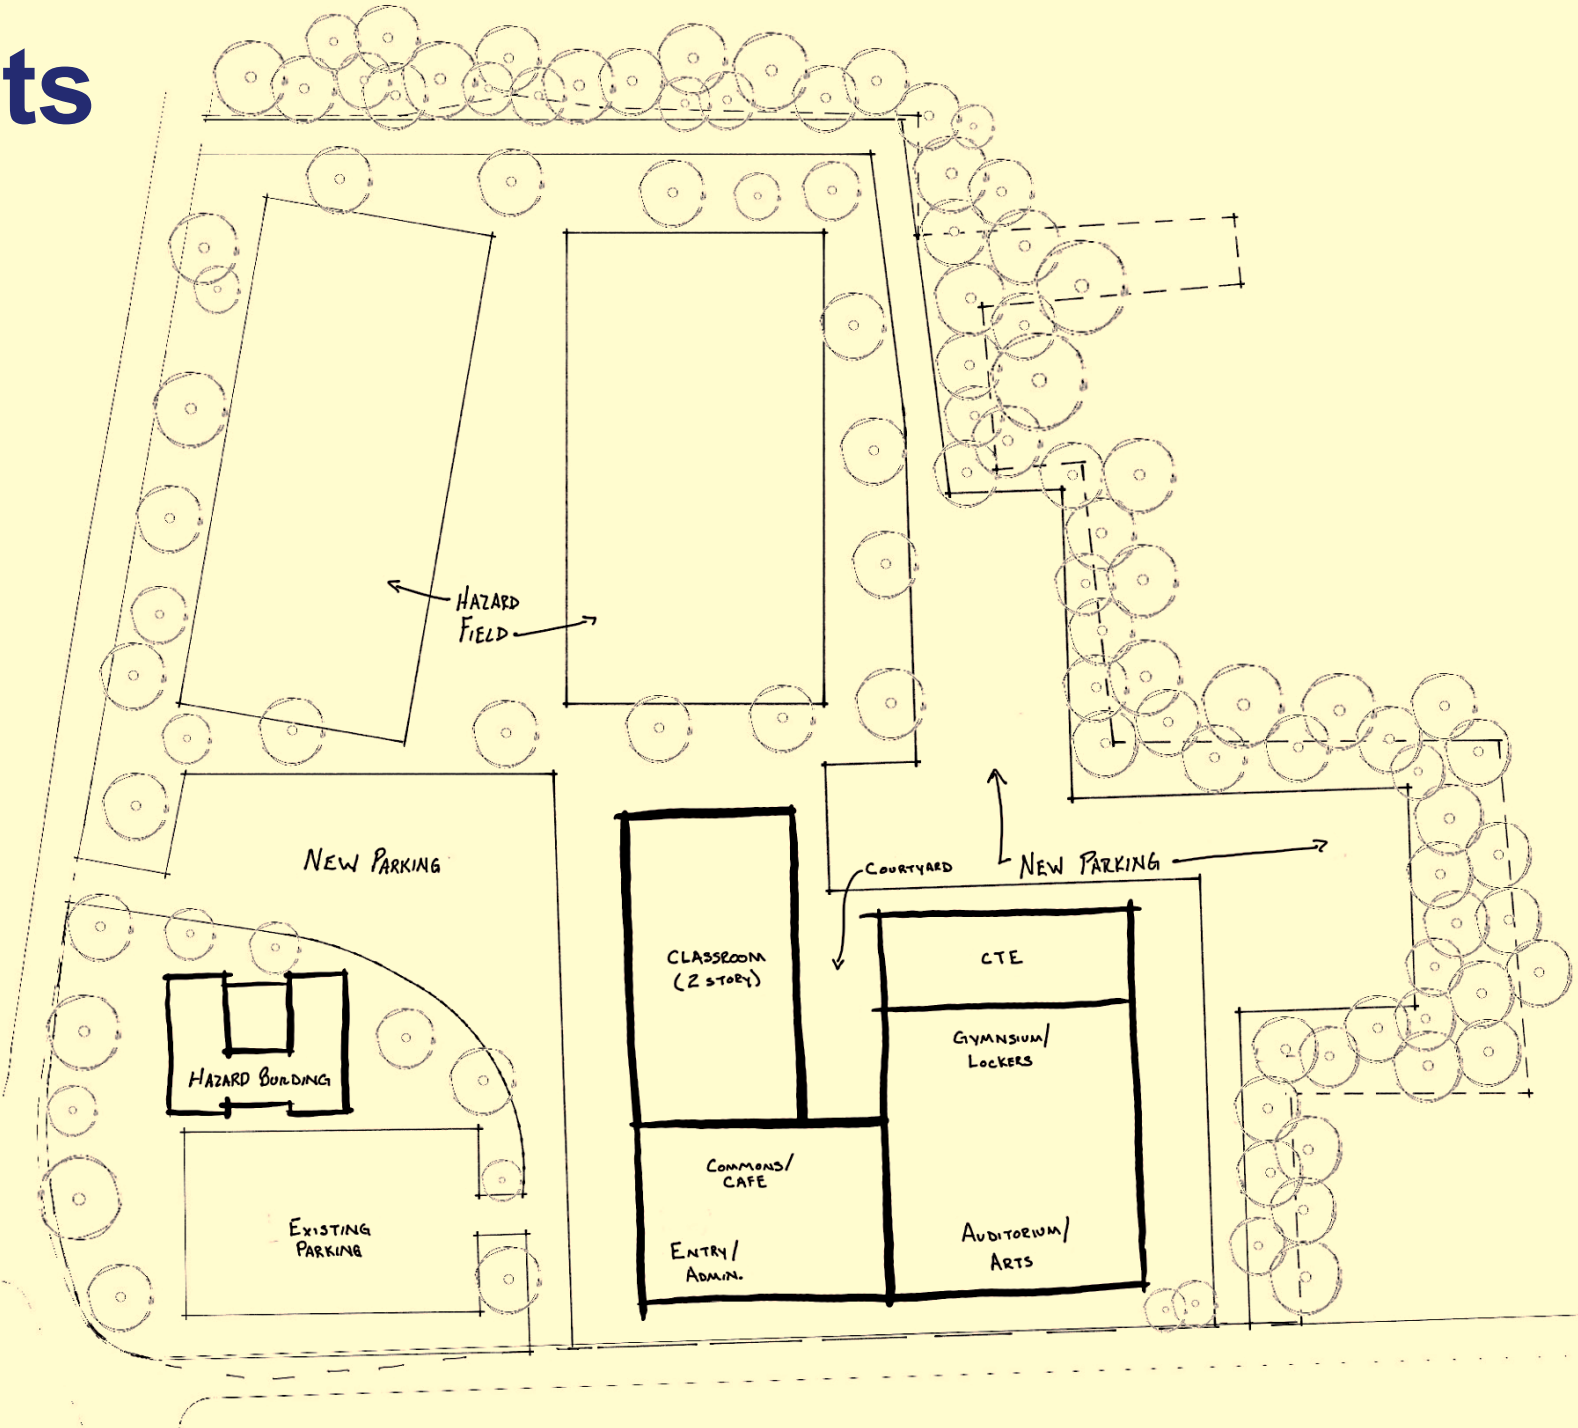 ts
HAZARD
FIELD
NEW PARKING
COURTYARD
NEW PARKING
CLASSROOM
(2 STORY)
CTE
GYMNSIUM/
LOCKERS
HAZARD BUILDING
COMMONS/
CAFE
EXISTING
PARKING
ENTRY/
ADMIN.
AUDITORIUM/
ARTS